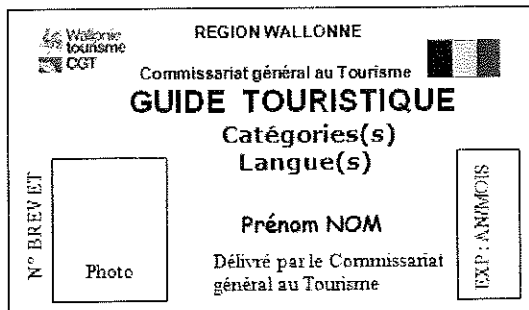 Wallonie
tourisme
CGT
REGION WALLONNE
Commissariat général au Tourisme
GUIDE TOURISTIQUE
Catégories(s)
Langue(s)
N° BREVET
Photo
Prénom NOM
Délivré par le Commissariat
général au Tourisme
EXP : AN/MOIS